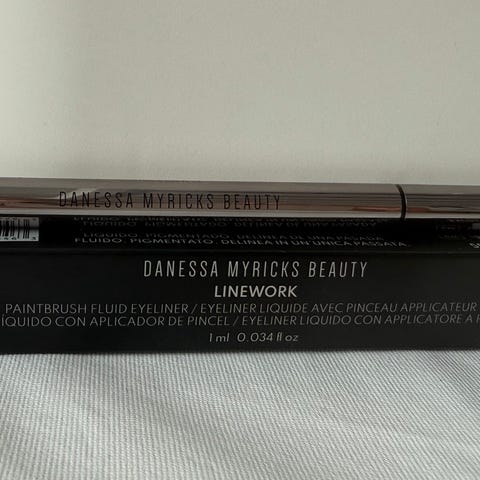 DANESSA MYRICKS BEAUTY
FLUIDO. PIGMENTATO. DELINEA IN UN'UNICA PASSATA.
DANESSA MYRICKS BEAUTY
LINEWORK
PAINTBRUSH FLUID EYELINER / EYELINER LIQUIDE AVEC PINCEAU APPLICATEUR
ÍQUIDO CON APLICADOR DE PINCEL / EYELINER LIQUIDO CON APPLICATORE A
1 ml 0.034 fl oz